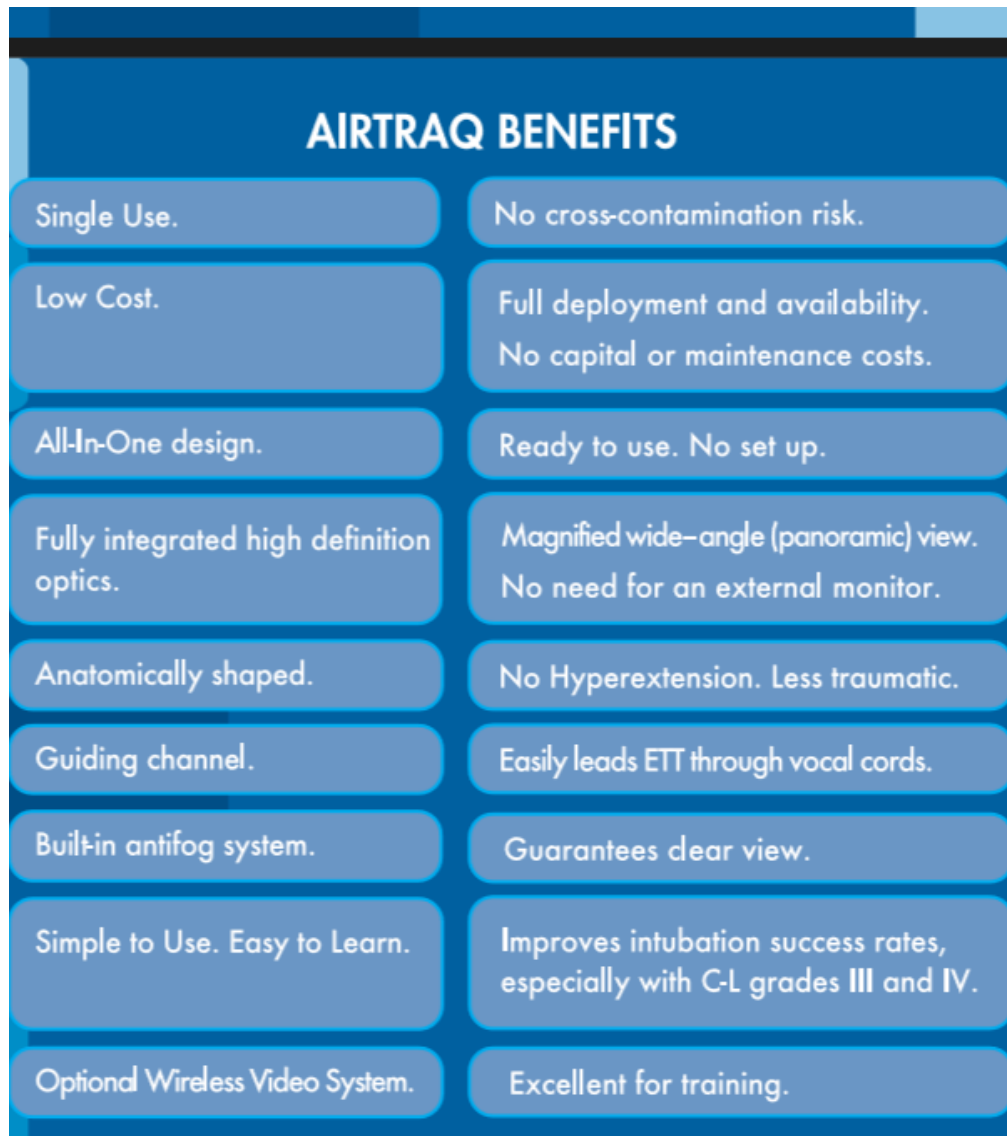 AIRTRAQ BENEFITS
Single Use.
No cross-contamination risk.
Low Cost.
Full deployment and availability.
No capital or maintenance costs.
All-In-One design.
Ready to use. No set up.
Fully integrated high definition
optics.
Magnified wide–angle (panoramic) view.
No need for an external monitor.
Anatomically shaped.
No Hyperextension. Less traumatic.
Guiding channel.
Easily leads ETT through vocal cords.
Built-in antifog system.
Guarantees clear view.
Simple to Use. Easy to Learn.
Improves intubation success rates,
especially with C-L grades III and IV.
Optional Wireless Video System.
Excellent for training.